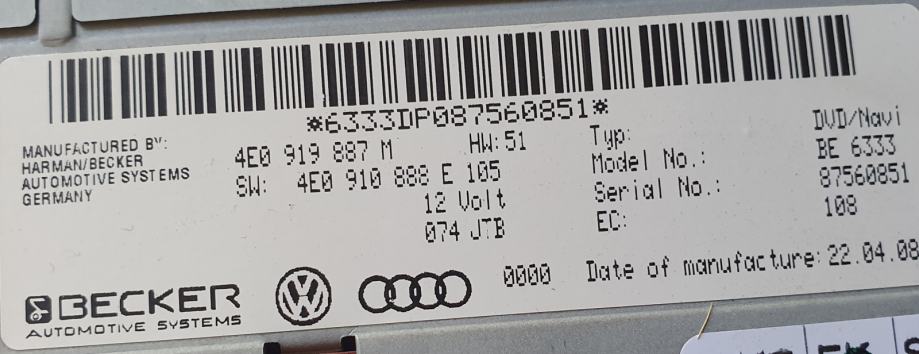 *6333DP087560851*
MANUFACTURED BY:
HARMAN/BECKER
AUTOMOTIVE SYSTEMS
GERMANY
4E0 919 887 M HW:51
SW: 4E0 910 888 E 105
12 Volt
074 JTB
Typ: DVD/Navi
Model No.: BE 6333
Serial No.: 87560851
EC: 108
0000 Date of manufacture: 22.04.08
BECKER
AUTOMOTIVE SYSTEMS